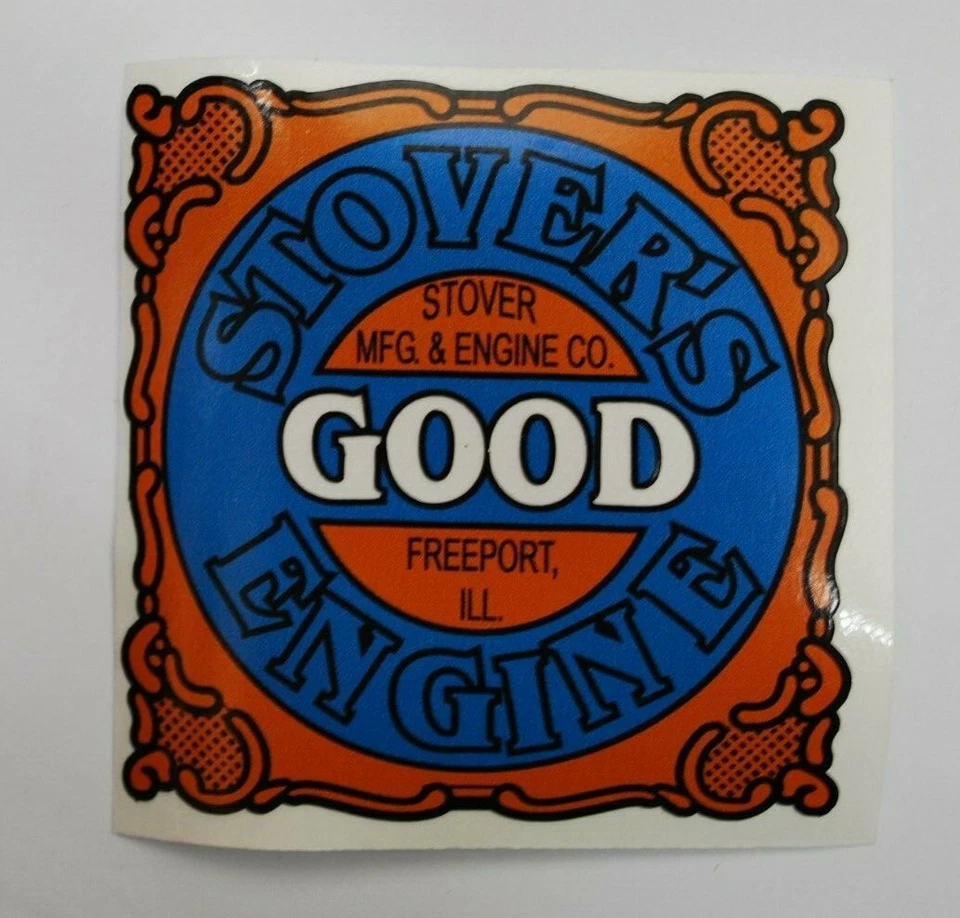 STOVER'S
STOVER
MFG. & ENGINE CO.
GOOD
FREEPORT,
ILL.
ENGINE